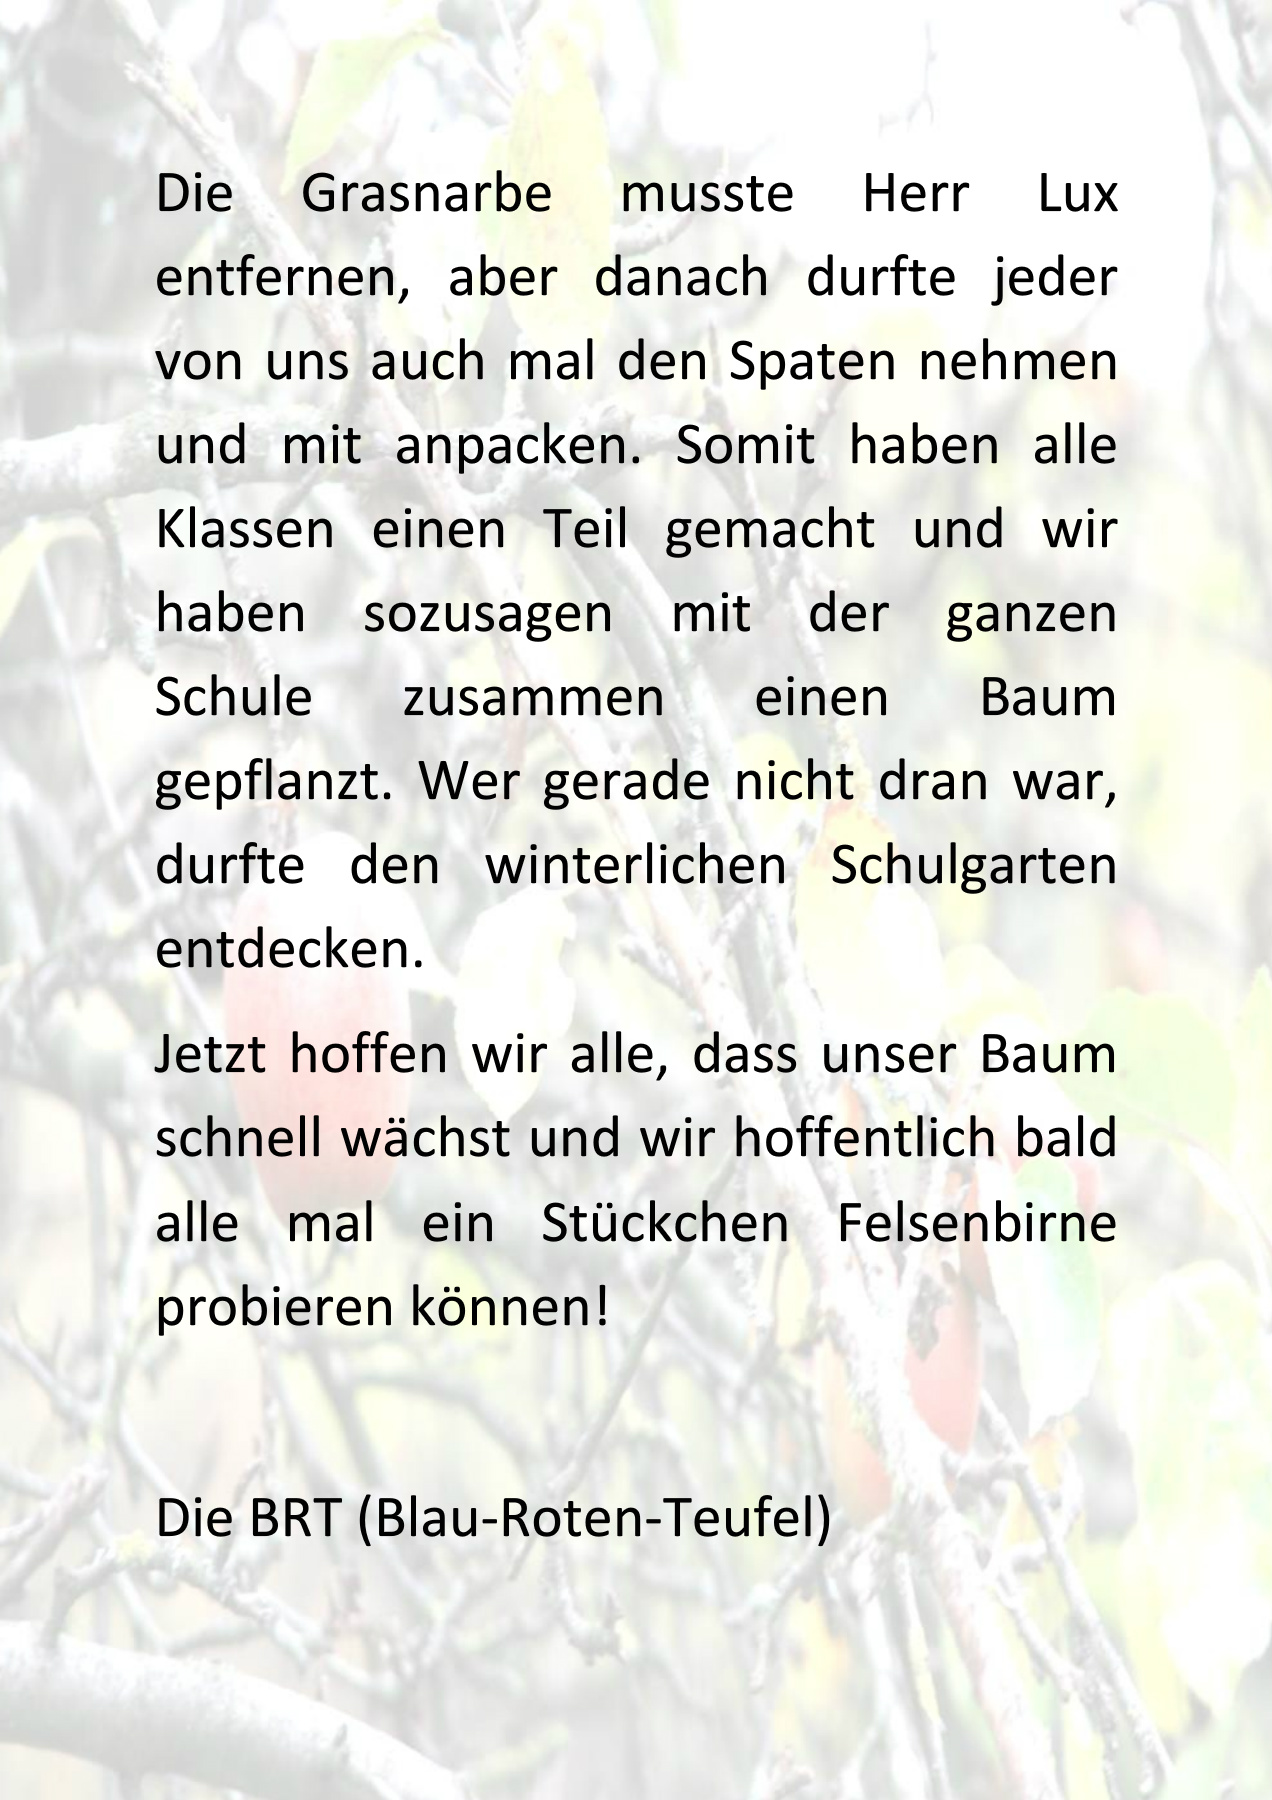 Die Grasnarbe musste Herr Lux
entfernen, aber danach durfte jeder
von uns auch mal den Spaten nehmen
und mit anpacken. Somit haben alle
Klassen einen Teil gemacht und wir
haben sozusagen mit der ganzen
Schule zusammen einen Baum
gepflanzt. Wer gerade nicht dran war,
durfte den winterlichen Schulgarten
entdecken.
Jetzt hoffen wir alle, dass unser Baum
schnell wächst und wir hoffentlich bald
alle mal ein Stückchen Felsenbirne
probieren können!
Die BRT (Blau-Roten-Teufel)